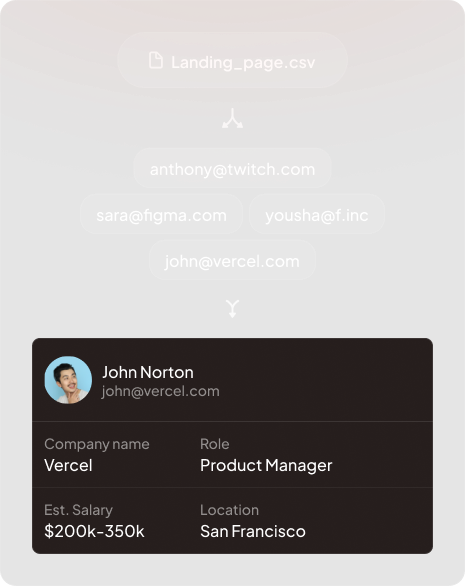 Landing_page.csv
anthony@twitch.com
sara@figma.com yousha@f.inc
john@vercel.com
John Norton
john@vercel.com
Company name Role
Vercel Product Manager
Est. Salary Location
$200k-350k San Francisco